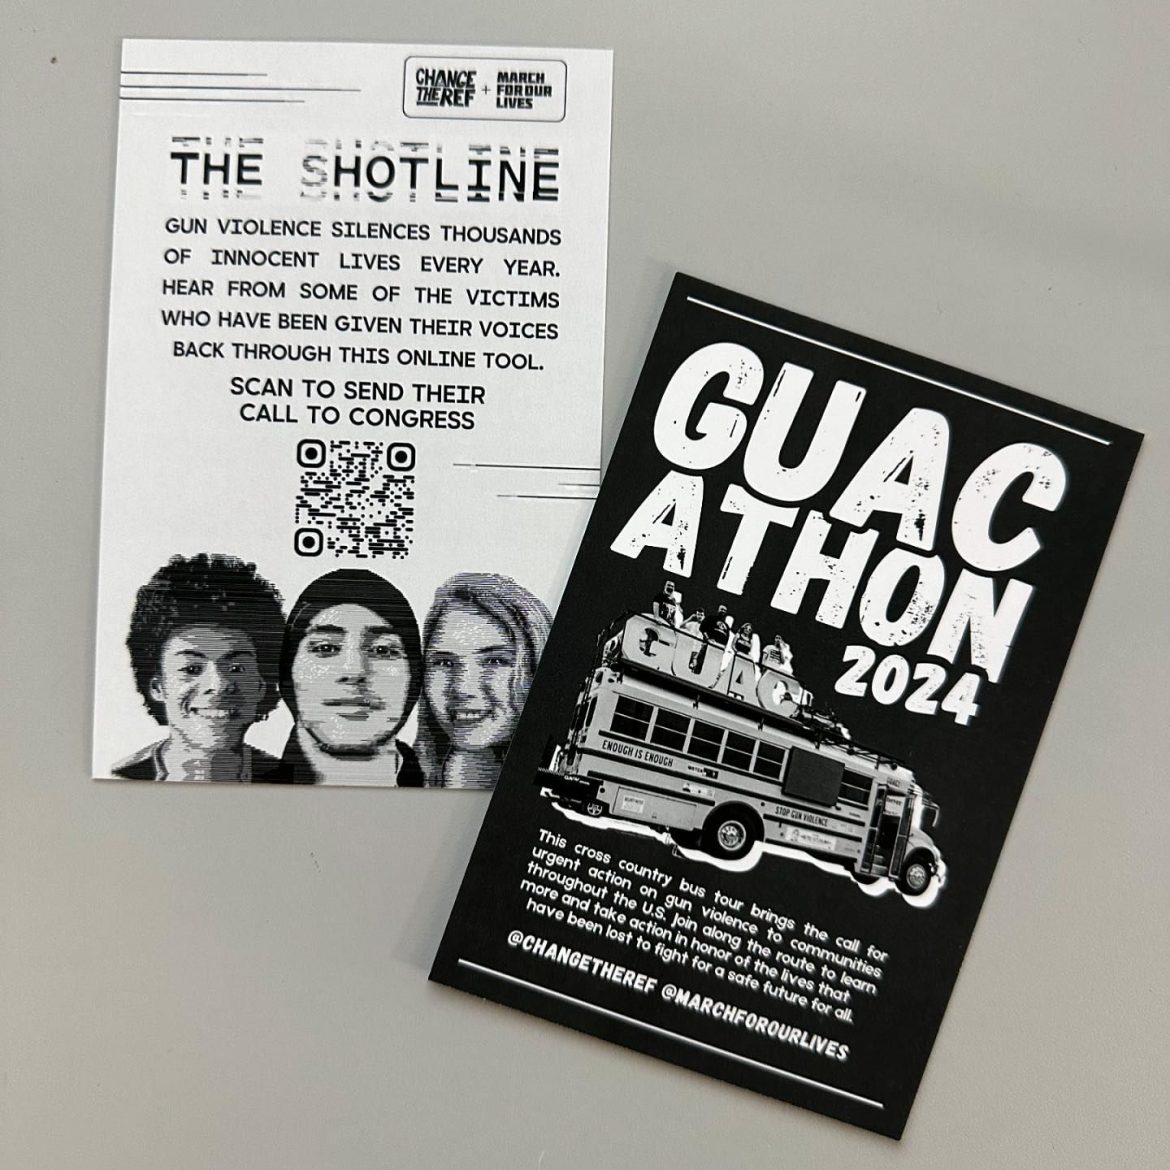 CHANGE
THE REF
+
MARCH
FOR OUR
LIVES
THE SHOTLINE
GUN VIOLENCE SILENCES THOUSANDS
OF INNOCENT LIVES EVERY YEAR.
HEAR FROM SOME OF THE VICTIMS
WHO HAVE BEEN GIVEN THEIR VOICES
BACK THROUGH THIS ONLINE TOOL.
SCAN TO SEND THEIR
CALL TO CONGRESS
GUAC
ATHON
2024
GUAC
ENOUGH IS ENOUGH
STOP GUN VIOLENCE
This cross country bus tour brings the call for
urgent action on gun violence to communities
throughout the U.S. Join along the route to learn
more and take action in honor of the lives that
have been lost to fight for a safe future for all.
@CHANGETHEREF @MARCHFOROURLIVES